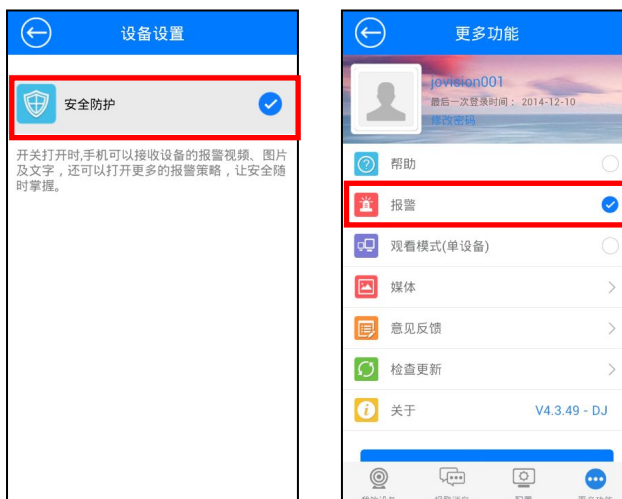 设备设置
安全防护
开关打开时,手机可以接收设备的报警视频、图片
及文字，还可以打开更多的报警策略，让安全随
时掌握。
更多功能
jovision001
最后一次登录时间： 2014-12-10
修改密码
帮助
报警
观看模式(单设备)
媒体
意见反馈
检查更新
关于 V4.3.49 - DJ